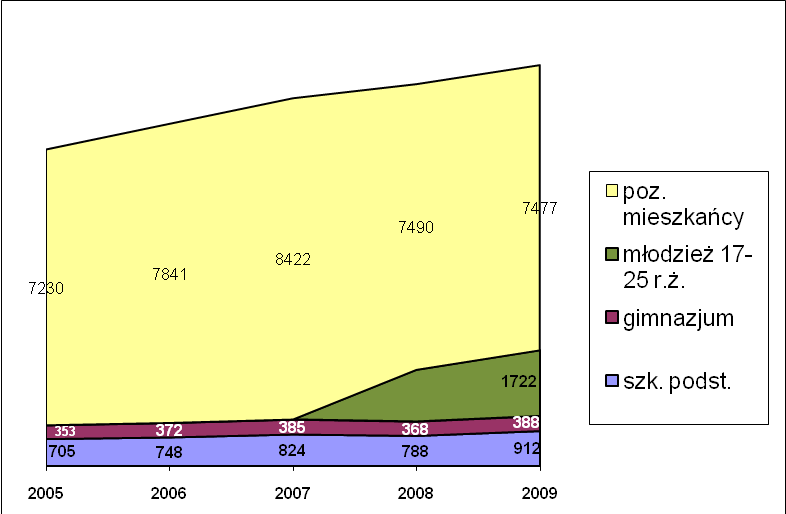 7477
7490
8422
7841
7230
1722
353 372 385 368 388
705 748 824 788 912
2005 2006 2007 2008 2009
poz.
mieszkańcy
młodzież 17-
25 r.ż.
gimnazjum
szk. podst.